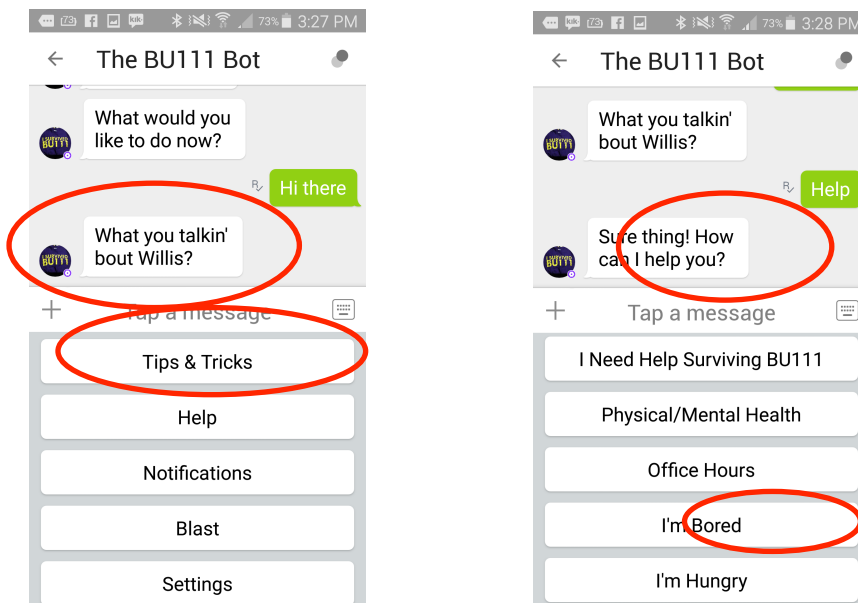 73% 3:27 PM
The BU111 Bot
What would you
like to do now?
Hi there
What you talkin'
bout Willis?
Tap a message
Tips & Tricks
Help
Notifications
Blast
Settings
73% 3:28 PM
The BU111 Bot
What you talkin'
bout Willis?
Help
Sure thing! How
can I help you?
Tap a message
I Need Help Surviving BU111
Physical/Mental Health
Office Hours
I'm Bored
I'm Hungry